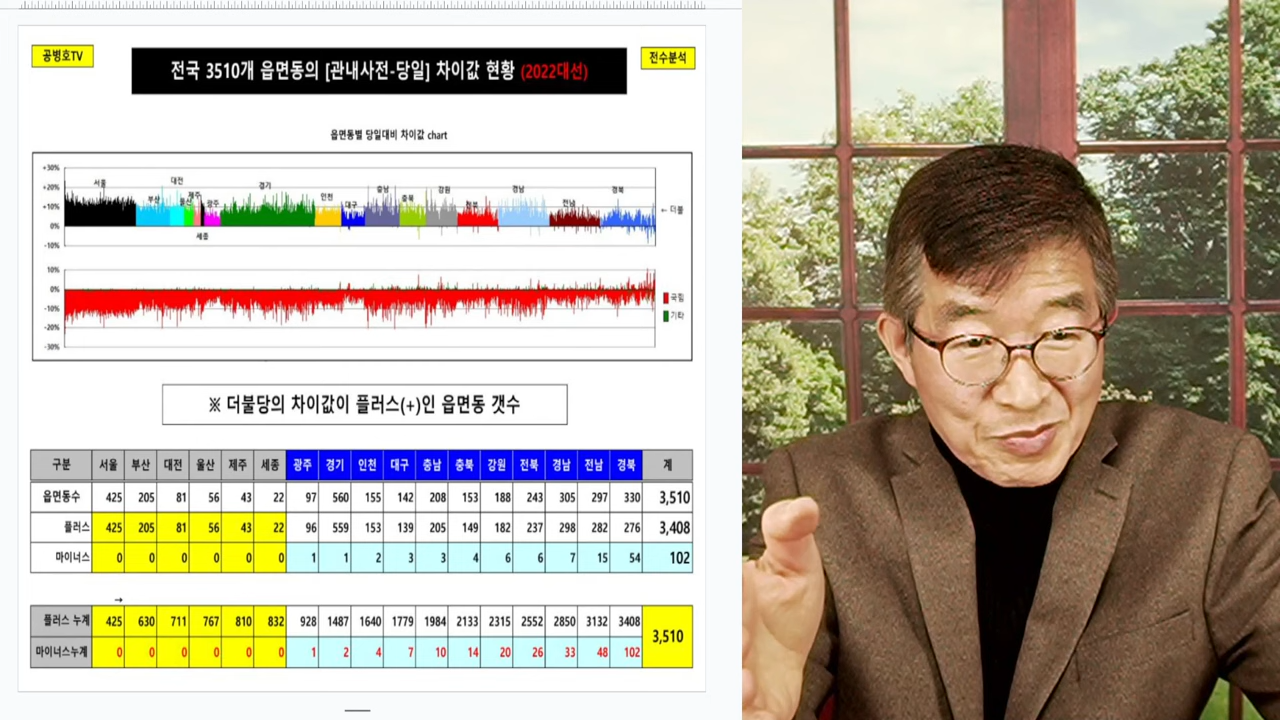 공병호TV
전국 3510개 읍면동의 [관내사전-당일] 차이값 현황 (2022대선)
전수분석
읍면동별 당일대비 차이값 chart
+30%
+20%
+10%
0%
-10%
서울
부산
대전
울산
제주
세종
광주
경기
인천
대구
충남
충북
강원
전북
경남
전남
경북
← 더불
10%
0%
-10%
-20%
-30%
국힘
기타
※ 더불당의 차이값이 플러스(+)인 읍면동 갯수
구분 서울 부산 대전 울산 제주 세종 광주 경기 인천 대구 충남 충북 강원 전북 경남 전남 경북 계
읍면동수 425 205 81 56 43 22 97 560 155 142 208 153 188 243 305 297 330 3,510
플러스 425 205 81 56 43 22 96 559 153 139 205 149 182 237 298 282 276 3,408
마이너스 0 0 0 0 0 0 1 1 2 3 3 4 6 6 7 15 54 102
→
플러스 누계 425 630 711 767 810 832 928 1487 1640 1779 1984 2133 2315 2552 2850 3132 3408 3,510
마이너스누계 0 0 0 0 0 0 1 2 4 7 10 14 20 26 33 48 102